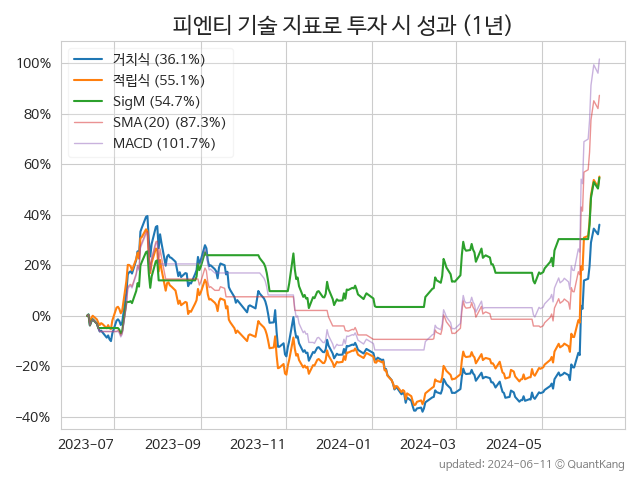 피엔티 기술 지표로 투자 시 성과 (1년)
거치식 (36.1%)
적립식 (55.1%)
SigM (54.7%)
SMA(20) (87.3%)
MACD (101.7%)
100%
80%
60%
40%
20%
0%
−20%
−40%
2023-07
2023-09
2023-11
2024-01
2024-03
2024-05
updated: 2024-06-11 © QuantKang